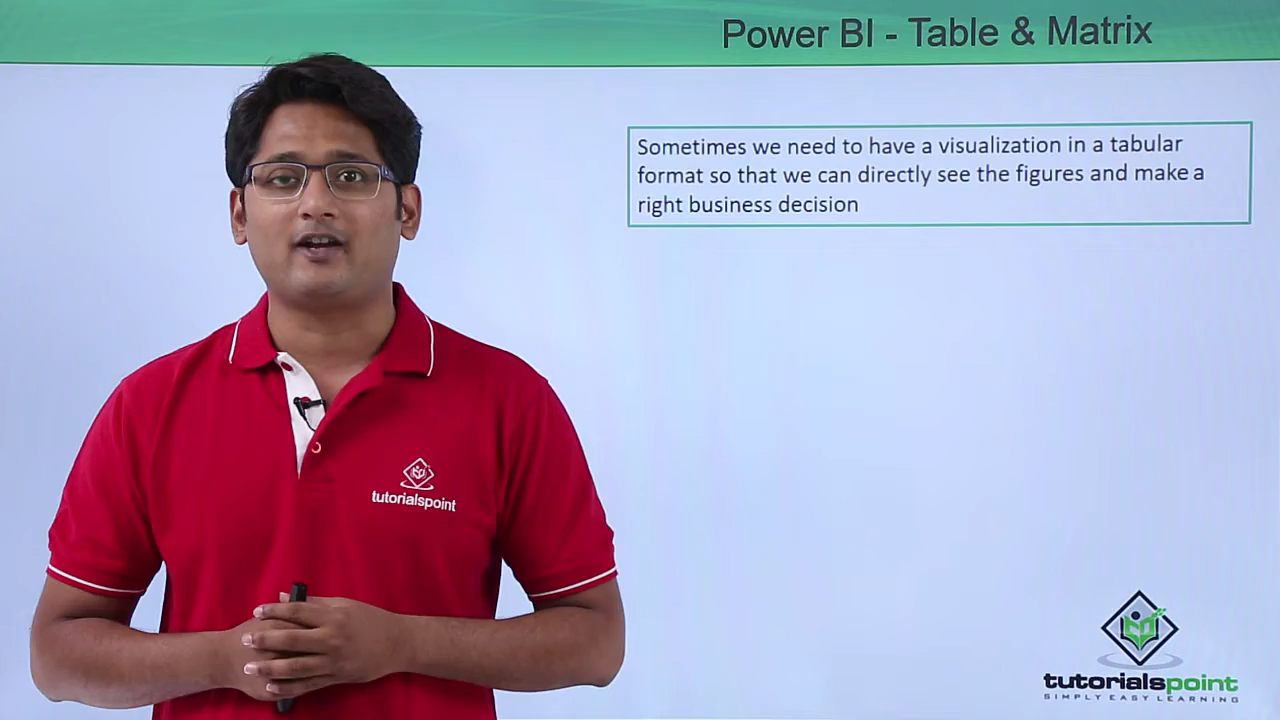 Power BI - Table & Matrix
Sometimes we need to have a visualization in a tabular
format so that we can directly see the figures and make a
right business decision
tutorialspoint
tutorialspoint
SIMPLY EASY LEARNING